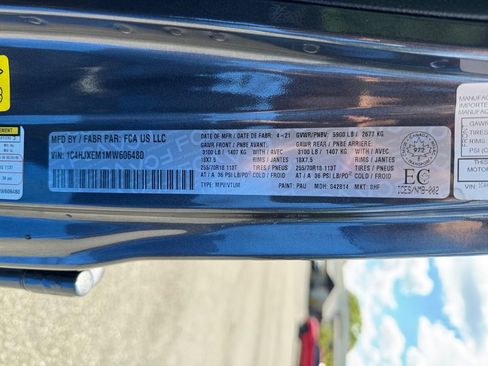 MFD BY / FABR PAR: FCA US LLC
VIN: 1C4HJXEM1MW606480
DATE OF MFR / DATE DE FABR: 4-21
GVWR/PNBV: 5900 LB / 2677 KG
GAWR FRONT / PNBE AVANT
GAWR REAR / PNBE ARRIERE
3100 LB / 1407 KG WITH / AVEC
3100 LB / 1407 KG WITH / AVEC
18X7.5 RIMS / JANTES
18X7.5 RIMS / JANTES
255/70R18 113T TIRES / PNEUS
255/70R18 113T TIRES / PNEUS
AT / A 36 PSI LB/PO² COLD / FROID
AT / A 36 PSI LB/PO² COLD / FROID
TYPE: MPV/VTUM
PAINT: PAU MDH: 042814 MKT: BHF
EC
ICES/NMB-002
MANUFA
IMPORTE
GAWR